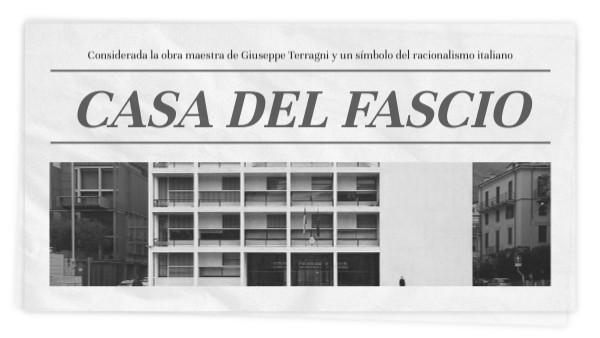 Considerada la obra maestra de Giuseppe Terragni y un símbolo del racionalismo italiano
CASA DEL FASCIO